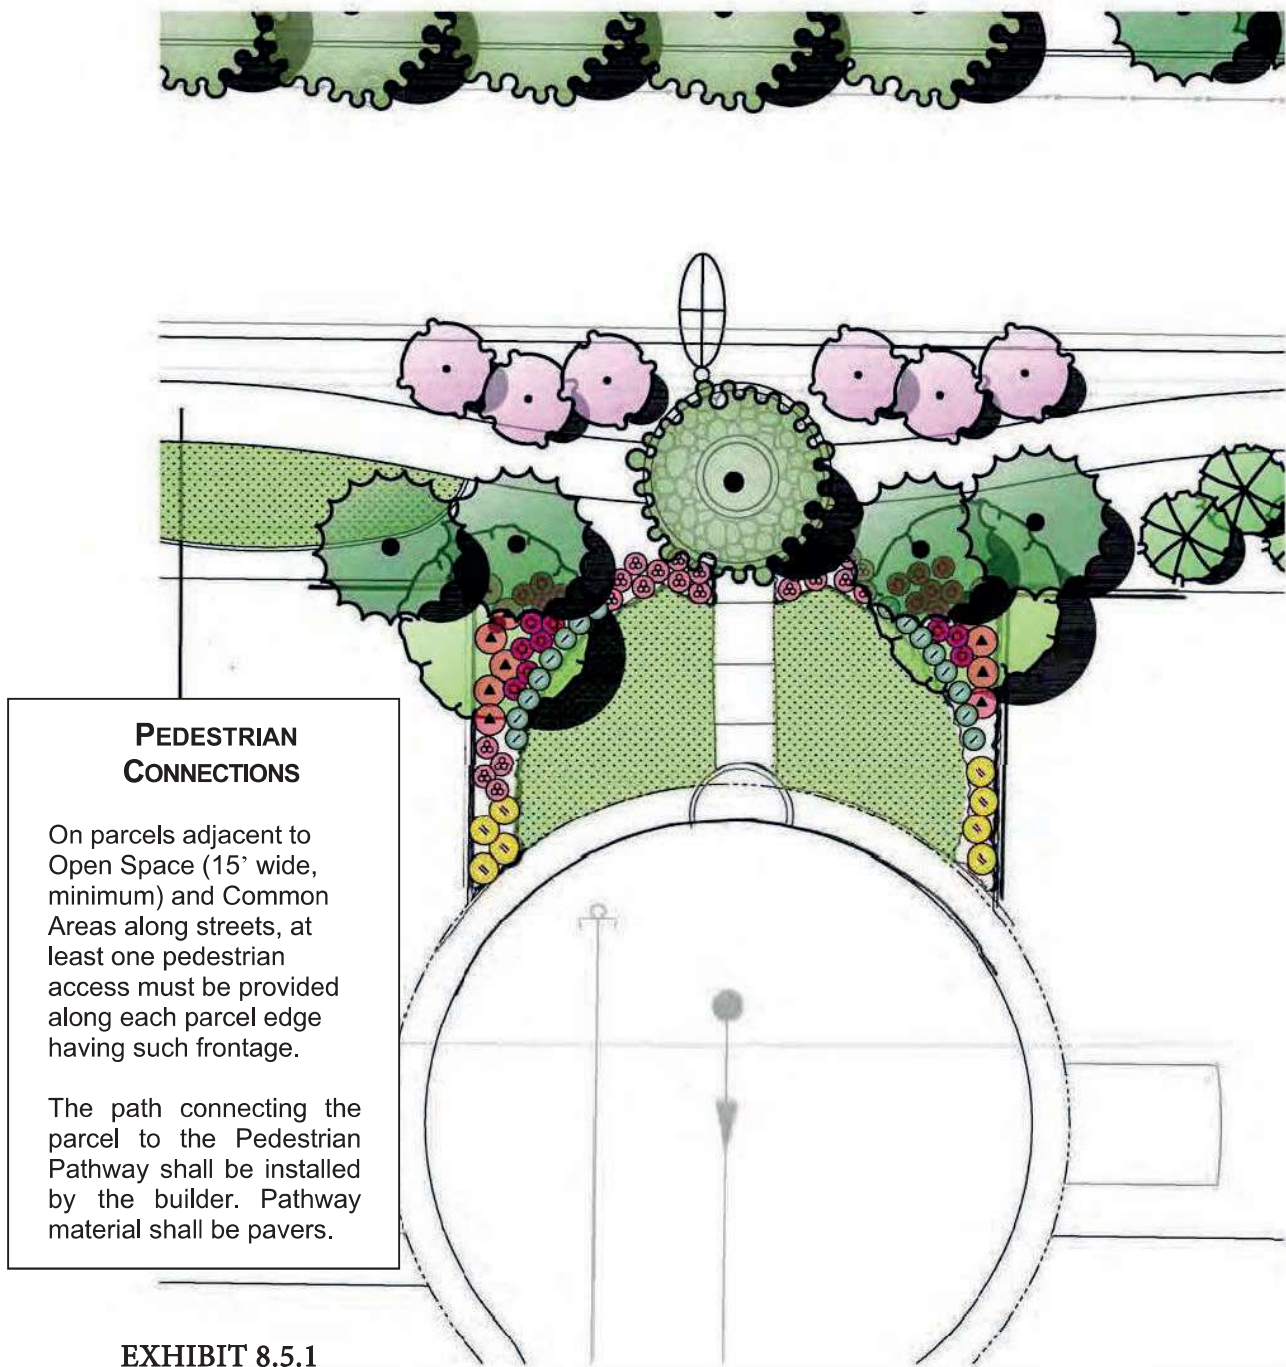 PEDESTRIAN
CONNECTIONS
On parcels adjacent to
Open Space (15' wide,
minimum) and Common
Areas along streets, at
least one pedestrian
access must be provided
along each parcel edge
having such frontage.
The path connecting the
parcel to the Pedestrian
Pathway shall be installed
by the builder. Pathway
material shall be pavers.
EXHIBIT 8.5.1